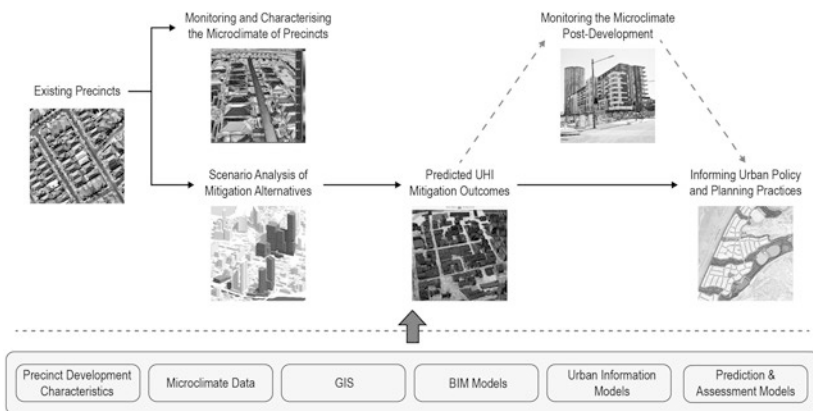 Monitoring and Characterising
the Microclimate of Precincts
Monitoring the Microclimate
Post-Development
Existing Precincts
Scenario Analysis of
Mitigation Alternatives
Predicted UHI
Mitigation Outcomes
Informing Urban Policy
and Planning Practices
Precinct Development
Characteristics
Microclimate Data
GIS
BIM Models
Urban Information
Models
Prediction &
Assessment Models